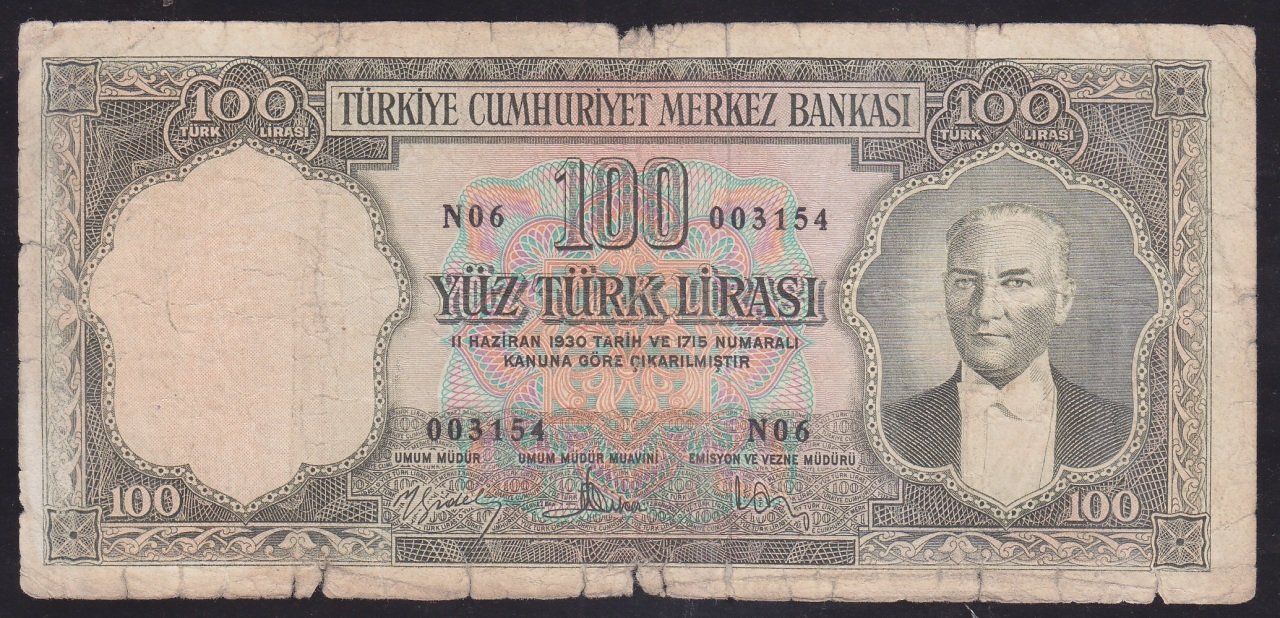 100 TÜRKİYE CUMHURİYET MERKEZ BANKASI 100
TÜRK LİRASI TÜRK LİRASI
100
N06 003154
YÜZ TÜRK LİRASI
11 HAZİRAN 1930 TARİH VE 1715 NUMARALI
KANUNA GÖRE ÇIKARILMIŞTIR
003154 N06
UMUM MÜDÜR UMUM MÜDÜR MUAVİNİ EMİSYON VE VEZNE MÜDÜRÜ
100 100